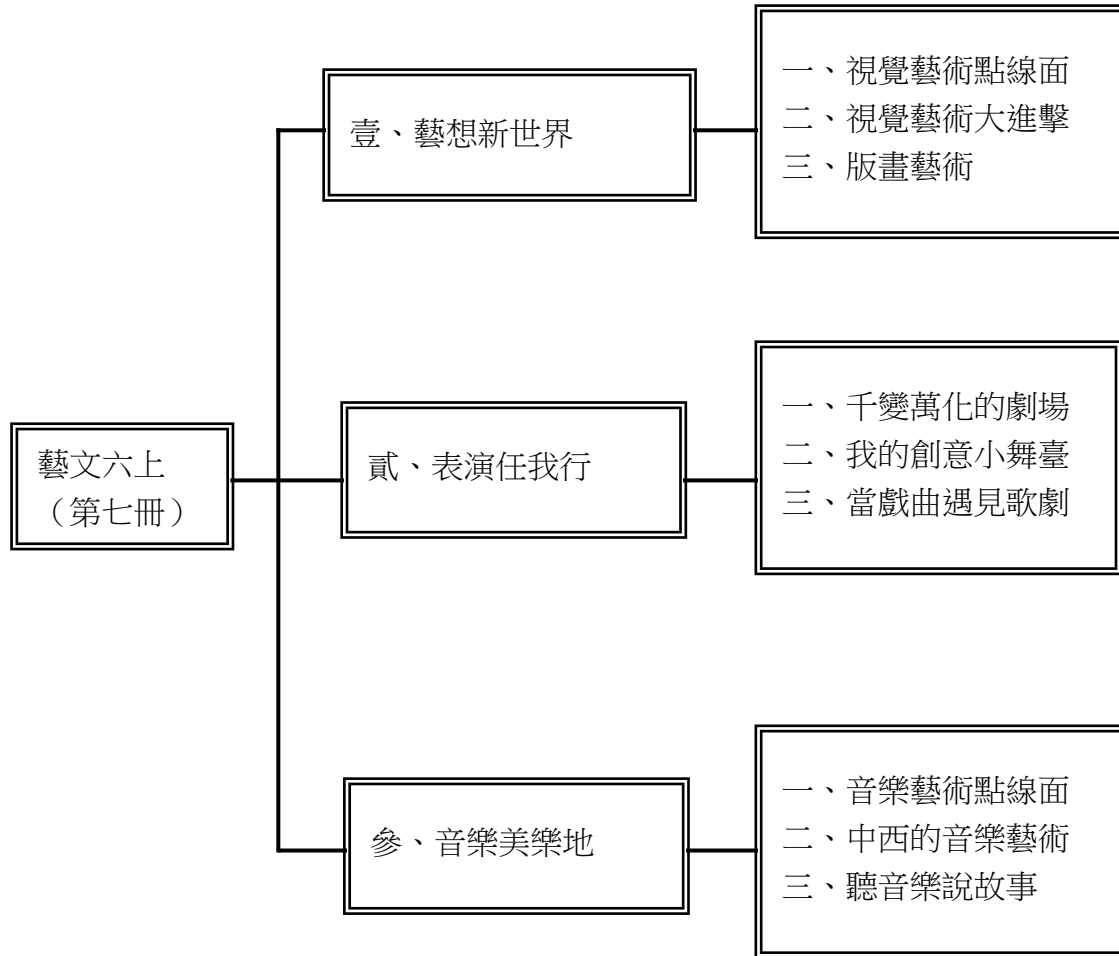 藝文六上
（第七冊）
壹、藝想新世界
一、視覺藝術點線面
二、視覺藝術大進擊
三、版畫藝術
貳、表演任我行
一、千變萬化的劇場
二、我的創意小舞臺
三、當戲曲遇見歌劇
參、音樂美樂地
一、音樂藝術點線面
二、中西的音樂藝術
三、聽音樂說故事